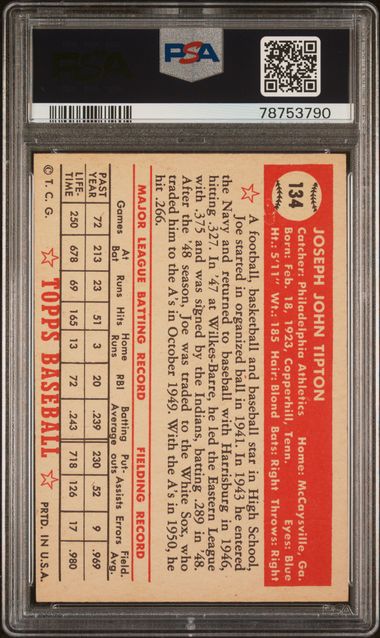 PSA
PSA
78753790
134
JOSEPH JOHN TIPTON
Catcher: Philadelphia Athletics Home: McCaysville, Ga.
Born: Feb. 18, 1923, Copperhill, Tenn. Eyes: Blue
Ht.: 5'11" Wt.: 185 Hair: Blond Bats: Right Throws: Right
A football, basketball and baseball star in High School,
Joe started in organized ball in 1941. In 1943 he entered
the Navy and returned to baseball with Harrisburg in 1946,
hitting .327. In '47 at Wilkes-Barre, he led the Eastern League
with .375 and was signed by the Indians, batting .289 in '48.
After the '48 season, Joe was traded to the White Sox, who
traded him to the A's in October 1949. With the A's in 1950, he
hit .266.
MAJOR LEAGUE BATTING RECORD FIELDING RECORD
Games At Bat Runs Hits Home Runs RBI Batting Average Put-outs Assists Errors Field. Avg.
PAST YEAR 72 213 23 51 3 20 .239 230 52 9 .969
LIFE-TIME 250 678 69 165 13 72 .243 718 126 17 .980
© T. C. G. TOPPS BASEBALL PRTD. IN U.S.A.